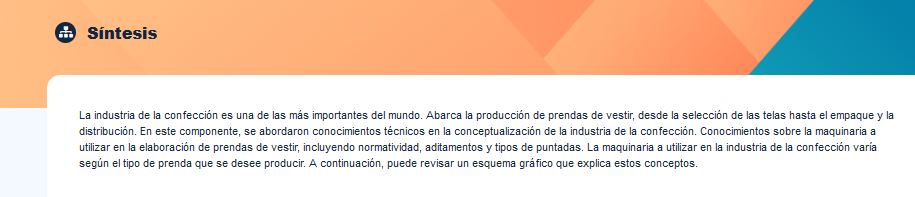 Síntesis
La industria de la confección es una de las más importantes del mundo. Abarca la producción de prendas de vestir, desde la selección de las telas hasta el empaque y la
distribución. En este componente, se abordaron conocimientos técnicos en la conceptualización de la industria de la confección. Conocimientos sobre la maquinaria a
utilizar en la elaboración de prendas de vestir, incluyendo normatividad, aditamentos y tipos de puntadas. La maquinaria a utilizar en la industria de la confección varía
según el tipo de prenda que se desee producir. A continuación, puede revisar un esquema gráfico que explica estos conceptos.